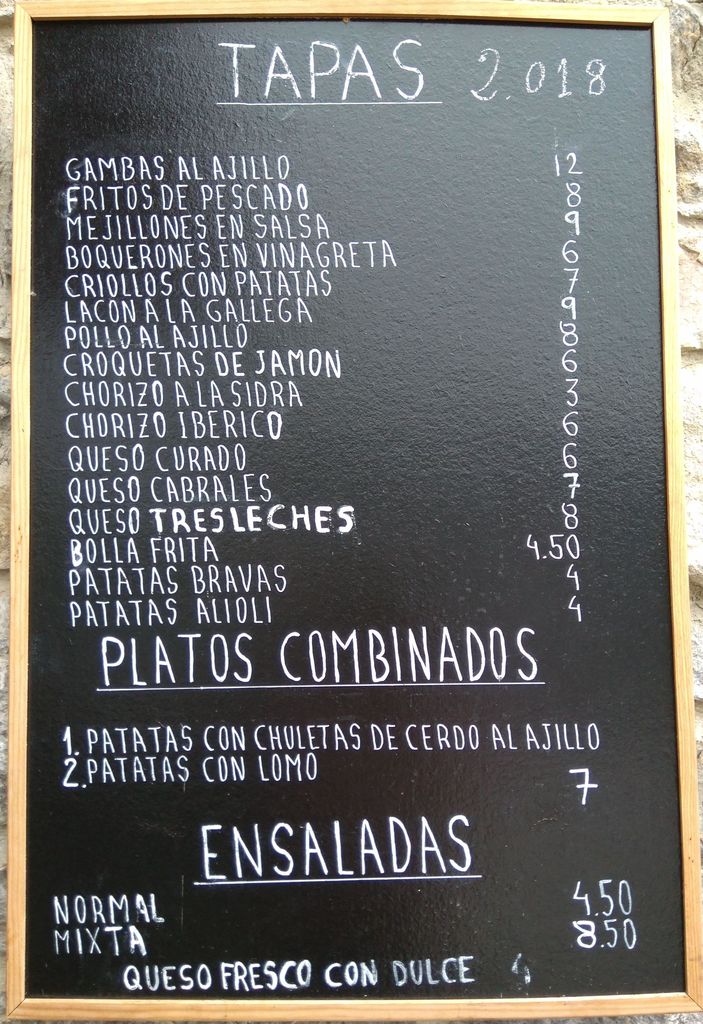 TAPAS 2.018
GAMBAS AL AJILLO 12
FRITOS DE PESCADO 8
MEJILLONES EN SALSA 9
BOQUERONES EN VINAGRETA 6
CRIOLLOS CON PATATAS 7
LACON A LA GALLEGA 9
POLLO AL AJILLO 8
CROQUETAS DE JAMON 6
CHORIZO A LA SIDRA 3
CHORIZO IBERICO 6
QUESO CURADO 6
QUESO CABRALES 7
QUESO TRES LECHES 8
BOLLA FRITA 4.50
PATATAS BRAVAS 4
PATATAS ALIOLI 4
PLATOS COMBINADOS
1. PATATAS CON CHULETAS DE CERDO AL AJILLO
2. PATATAS CON LOMO
7
ENSALADAS
NORMAL 4.50
MIXTA 8.50
QUESO FRESCO CON DULCE 4